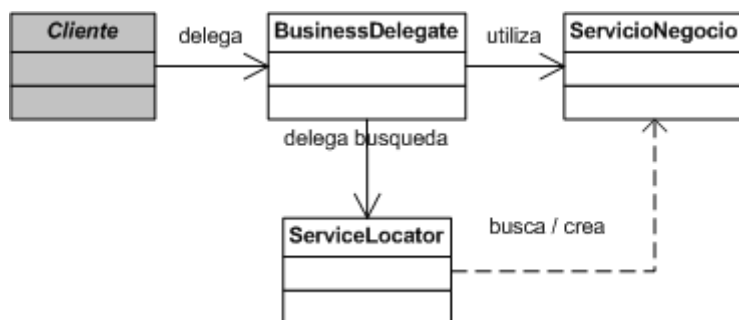 Cliente
delega
BusinessDelegate
utiliza
ServicioNegocio
delega busqueda
ServiceLocator
busca / crea